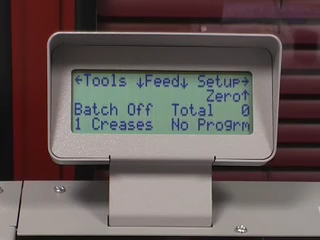 ←Tools ↓Feed↓ Setup→
Zero↑
Batch Off Total 0
1 Creases No Progrm